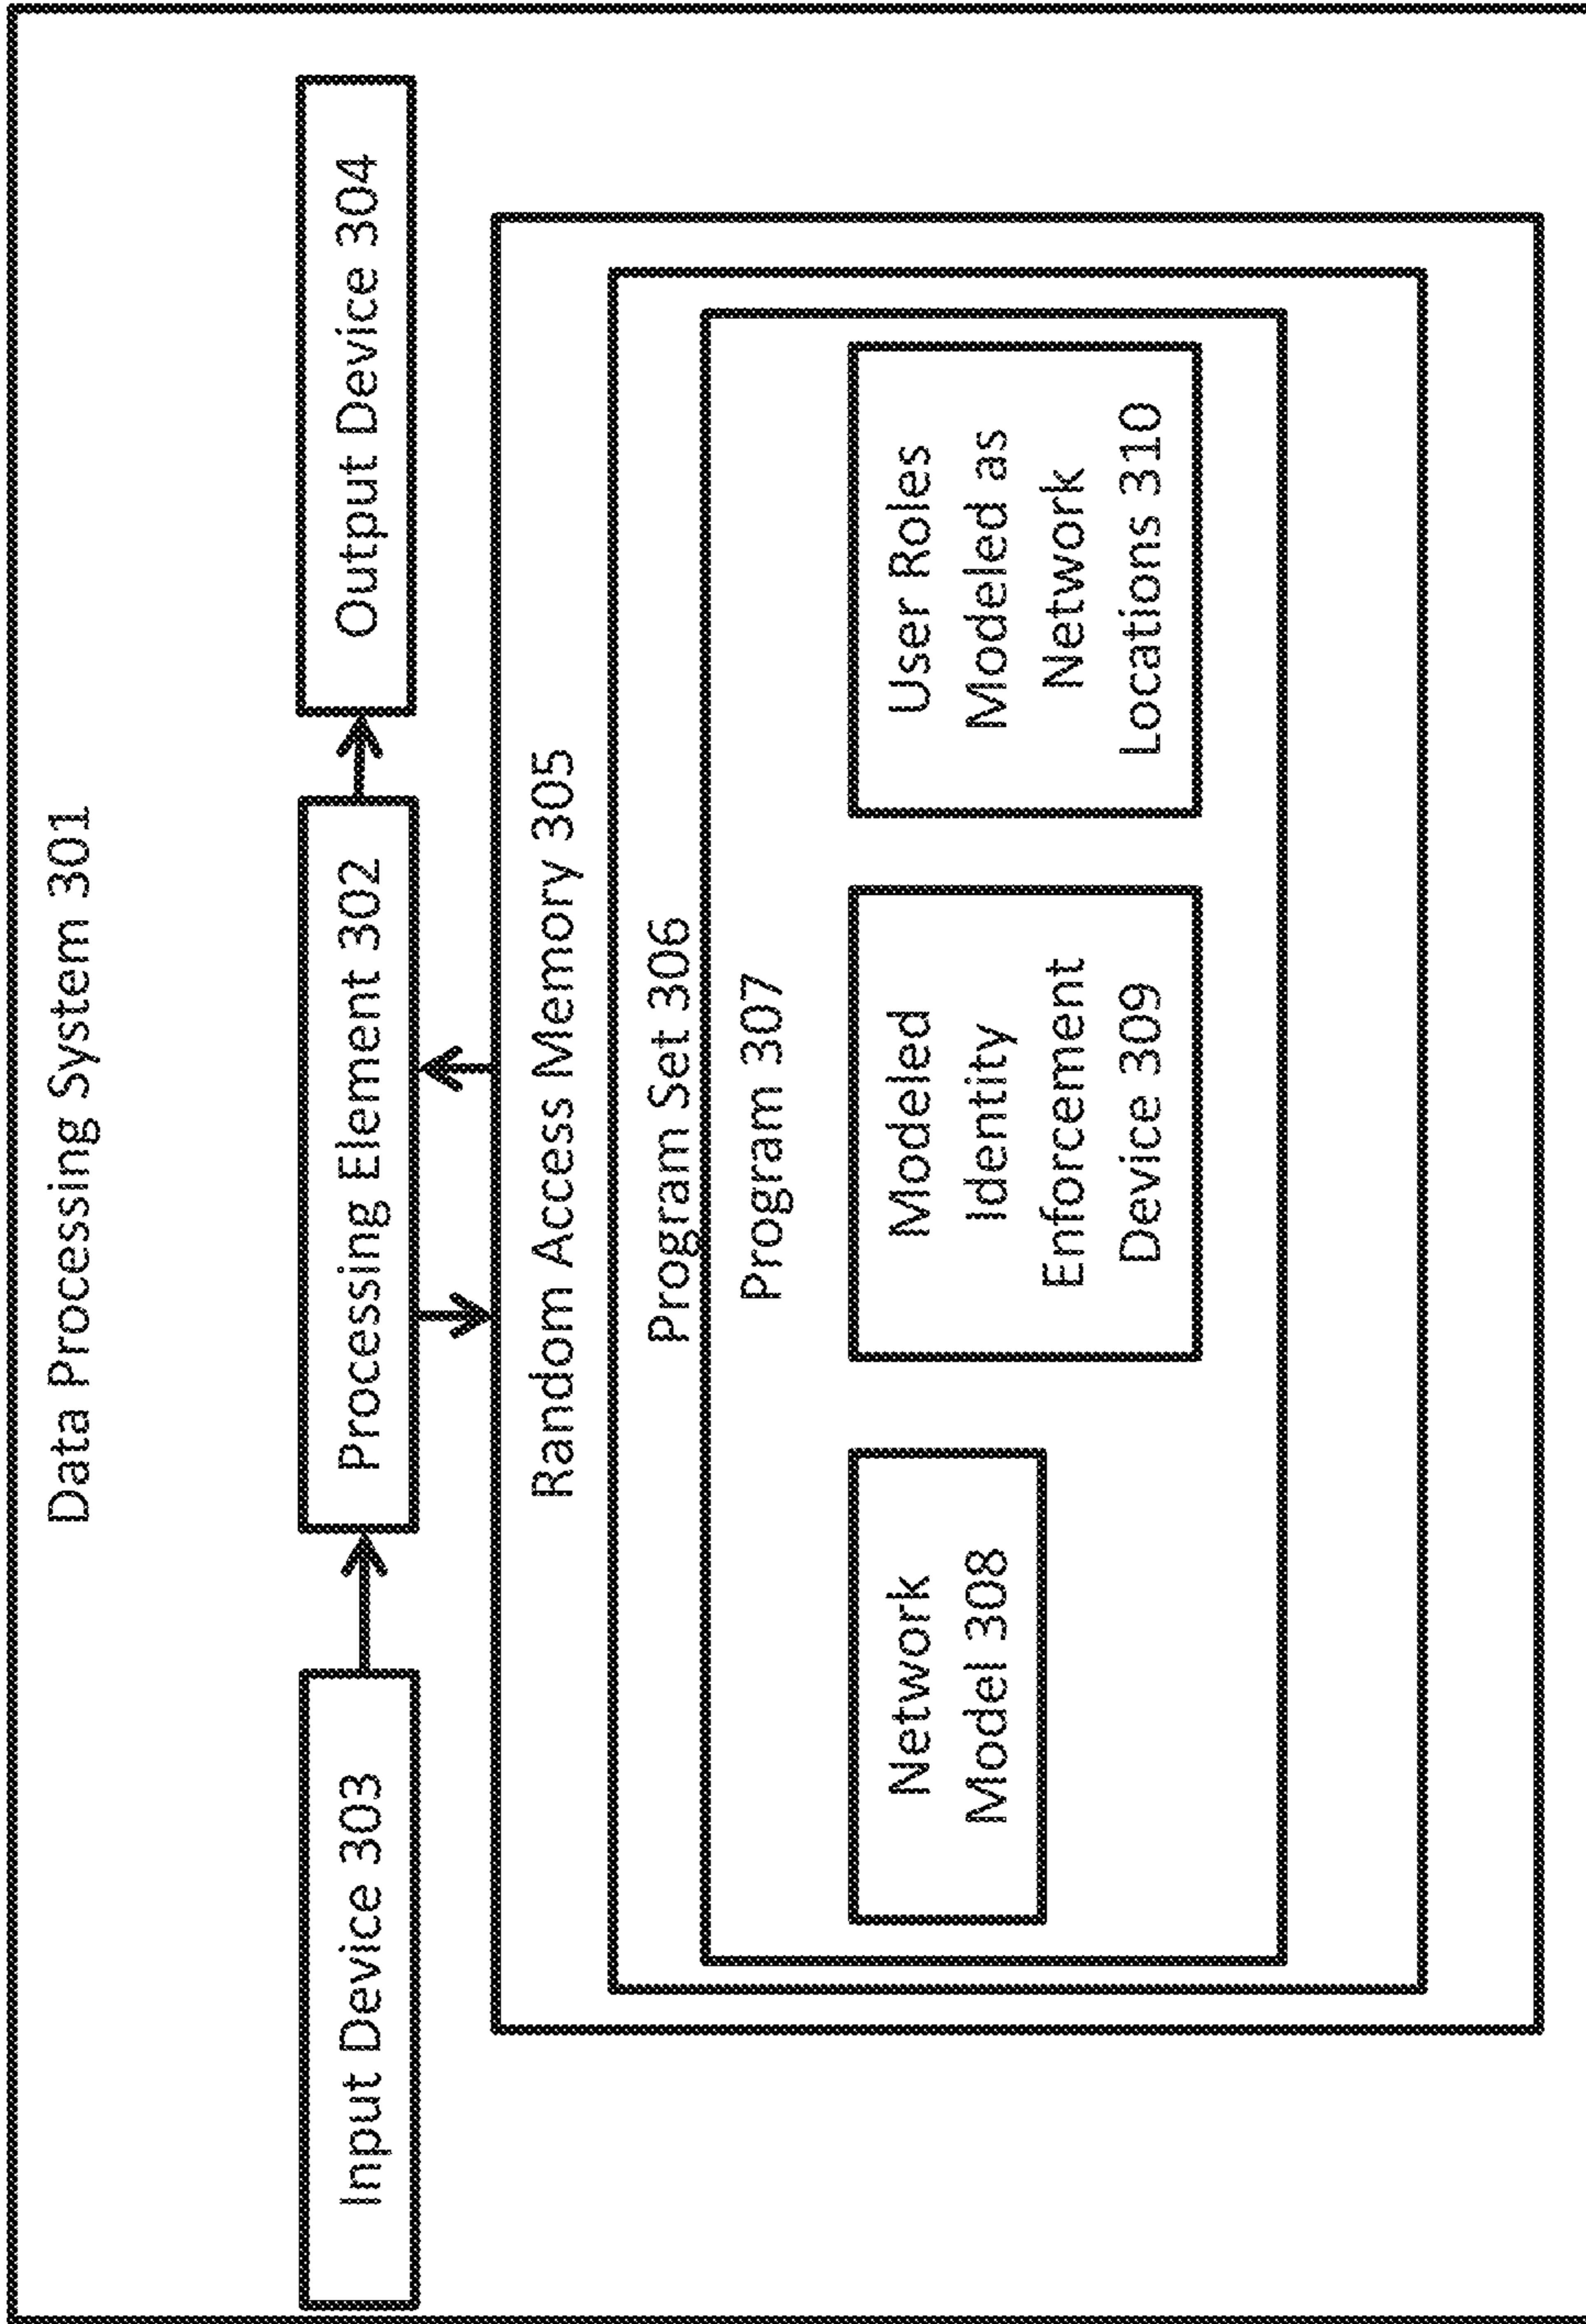 Data Processing System 301
Input Device 303
Processing Element 302
Output Device 304
Random Access Memory 305
Program Set 306
Program 307
Network
Model 308
Modeled
Identity
Enforcement
Device 309
User Roles
Modeled as
Network
Locations 310